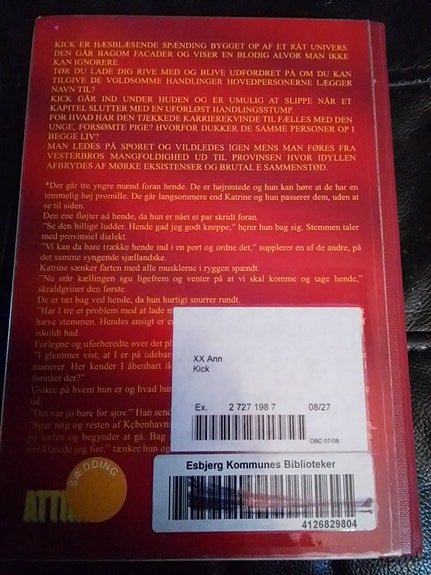 KICK ER HÆSBLÆSENDE SPÆNDING BYGGET OP AF ET RÅT UNIVERS.
DEN GÅR BAGOM FACADER OG VISER EN BLODIG ALVOR MAN IKKE
KAN IGNORERE.
TØR DU LADE DIG RIVE MED OG BLIVE UDFORDRET PÅ OM DU KAN
TILGIVE DE VOLDSOMME HANDLINGER HOVEDPERSONERNE LÆGGER
NAVN TIL?
KICK GÅR IND UNDER HUDEN OG ER UMULIG AT SLIPPE NÅR ET
KAPITEL SLUTTER MED EN UFORLØST HANDLINGSSTUMP.
FOR HVAD HAR DEN TJEKKEDE KARRIEREKVINDE TIL FÆLLES MED DEN
UNGE, FORSØMTE PIGE? HVORFOR DUKKER DE SAMME PERSONER OP I
BEGGE LIV?
MAN LEDES PÅ SPORET OG VILDLEDES IGEN MENS MAN FØRES FRA
VESTERBROS MANGFOLDIGHED UD TIL PROVINSEN HVOR IDYLLEN
AFBRYDES AF MØRKE EKSISTENSER OG BRUTALE SAMMENSTØD.
"Der går tre yngre mænd foran hende. De er højrøstede og hun kan høre at de har en
temmelig høj promille. De går langsommere end Katrine og hun passerer dem, uden at
se til siden.
Den ene fløjter ad hende, da hun er nået et par skridt foran.
"Se den billige ludder. Hende gad jeg godt kneppe," hører hun bag sig. Stemmen taler
med provinsiel dialekt.
"Vi kan da bare trække hende ind i en port og ordne det," supplerer en af de andre, på
det samme syngende sjællandske.
Katrine sænker farten med alle musklerne i ryggen spændt.
"Nu står kællingen sgu ligefrem og venter på at vi skal komme og tage hende,"
skraldgriner den første.
De er tæt bag ved hende, da hun hurtigt snurrer rundt.
"Har I tre et problem med at lade
hæve stemmen. Hendes ansigt er
iskoldt had.
Forlegne og uforberedte over det
"I glemmer vist, at I er på udeban
manerer. Her kender I åbenbart ik
forstået det?"
Usikre på hvem hun er og hvad hun
ud.
"Det var jo bare for sjov." Han send
"Spar mig og resten af Københavns
på hælen og begynder at gå. Bag
der klarede jeg fint," tænker hun og
XX Ann
Kick
Ex. 2 727 198 7 08/27
DBC 07/08
Esbjerg Kommunes Biblioteker
4126829804
SÆDDING
ATTI